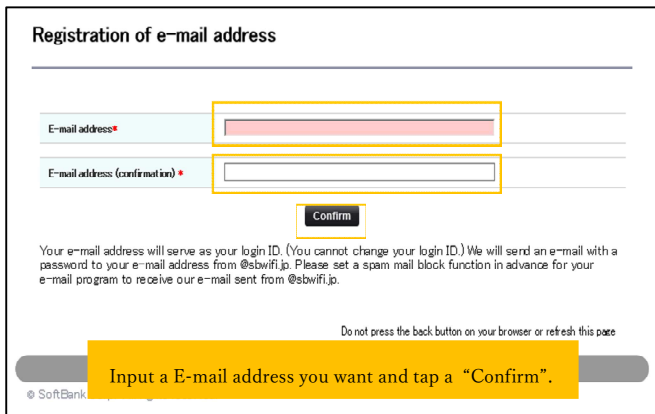 Registration of e-mail address
E-mail address*
E-mail address (confirmation) *
Confirm
Your e-mail address will serve as your login ID. (You cannot change your login ID.) We will send an e-mail with a
password to your e-mail address from @sbwifi.jp. Please set a spam mail block function in advance for your
e-mail program to receive our e-mail sent from @sbwifi.jp.
Do not press the back button on your browser or refresh this page
Input a E-mail address you want and tap a “Confirm”.
© SoftBank